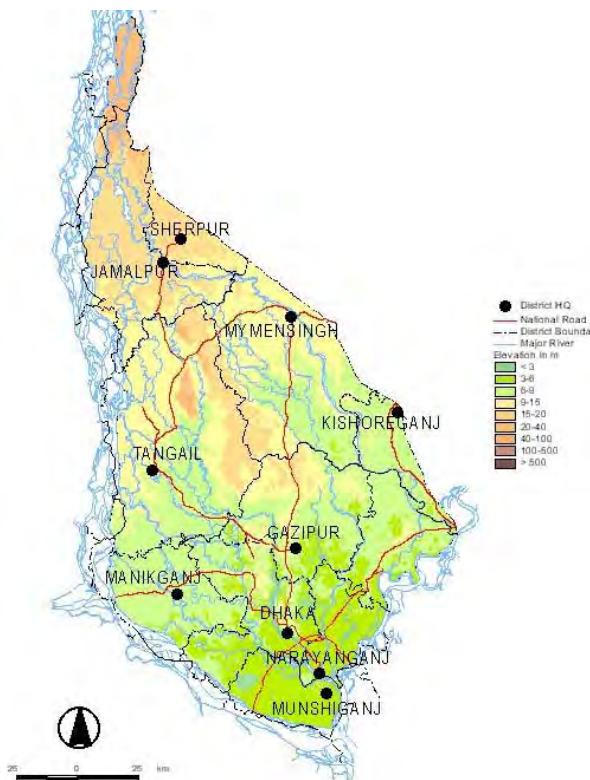 SHERPUR
JAMALPUR
MYMENSINGH
District HQ
National Road
District Bounda
Major River
Elevation in m
< 3
3-6
6-9
9-15
15-20
20-40
40-100
100-500
> 500
KISHOREGANJ
TANGAIL
GAZIPUR
MANIKGANJ
DHAKA
NARAYANGANJ
MUNSHIGANJ
25 0 25 km